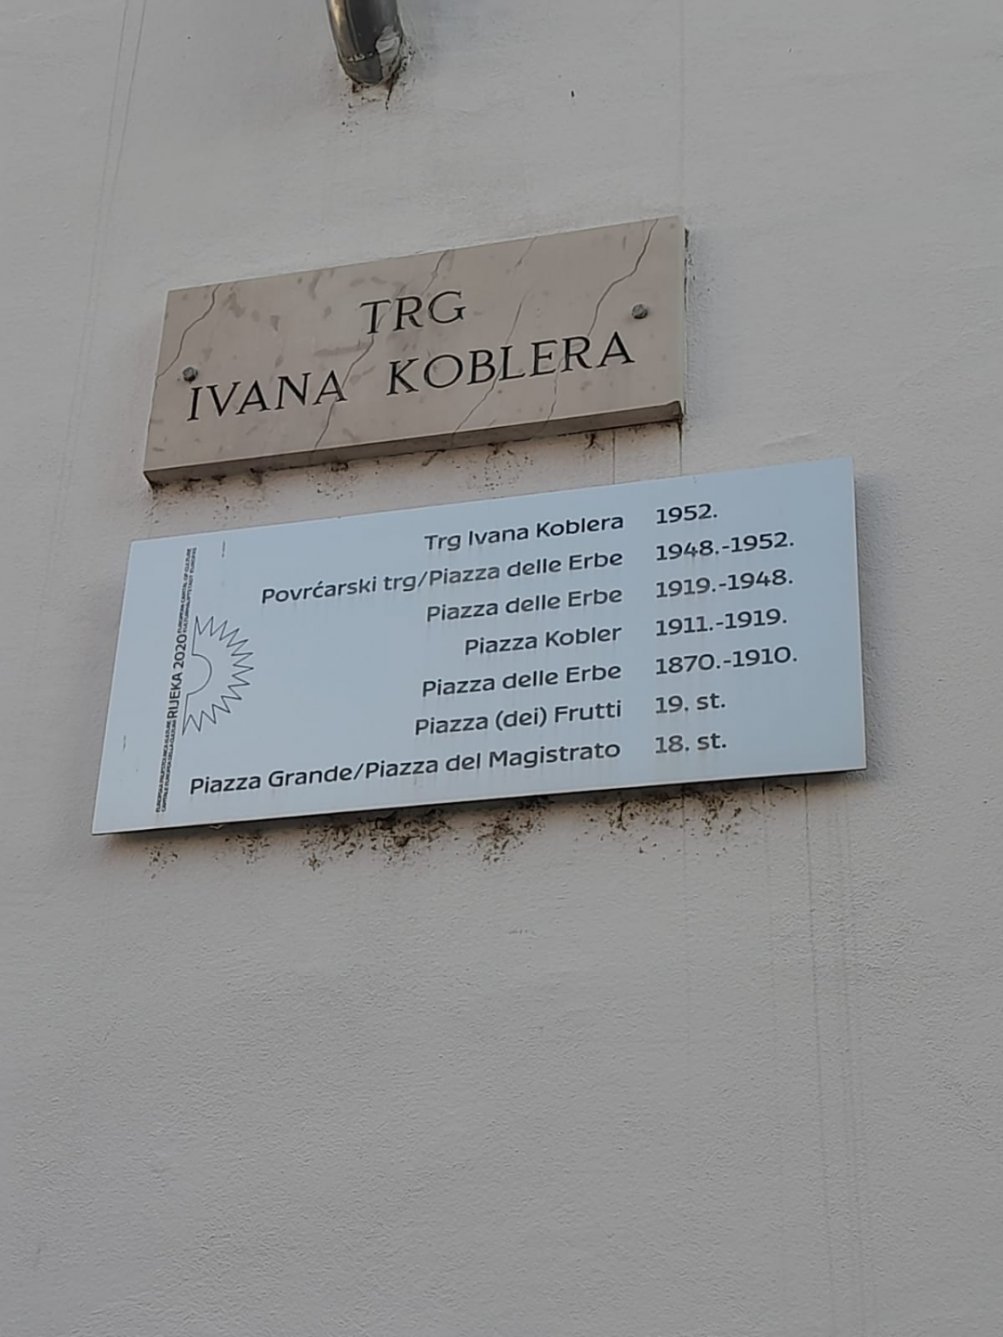 TRG
IVANA KOBLERA
Trg Ivana Koblera 1952.
Povrćarski trg/Piazza delle Erbe 1948.-1952.
Piazza delle Erbe 1919.-1948.
Piazza Kobler 1911.-1919.
Piazza delle Erbe 1870.-1910.
Piazza (dei) Frutti 19. st.
Piazza Grande/Piazza del Magistrato 18. st.
RIJEKA 2020